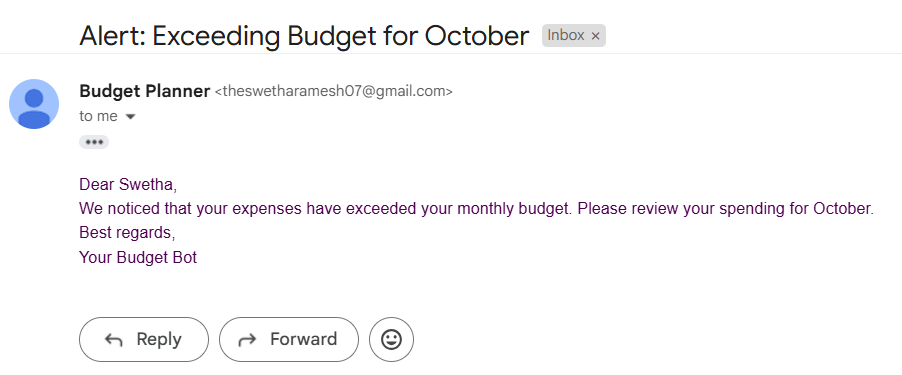 Alert: Exceeding Budget for October Inbox ×
Budget Planner <theswetharamesh07@gmail.com>
to me
•••
Dear Swetha,
We noticed that your expenses have exceeded your monthly budget. Please review your spending for October.
Best regards,
Your Budget Bot
Reply Forward